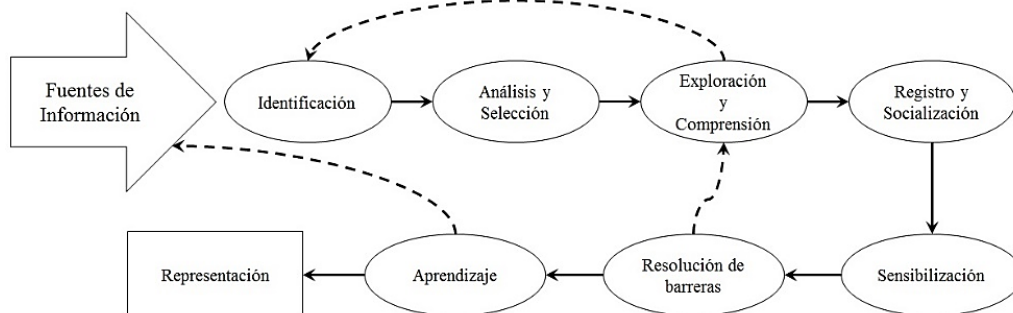 Fuentes de
Información
Identificación
Análisis y
Selección
Exploración
y
Comprensión
Registro y
Socialización
Representación
Aprendizaje
Resolución de
barreras
Sensibilización